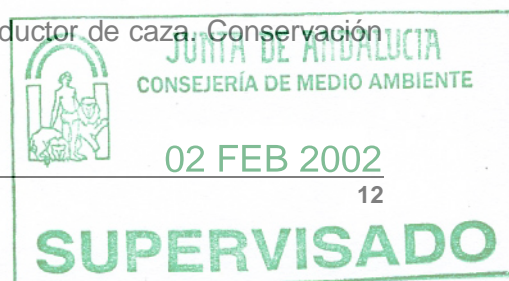 ductor de caza. Conservación
JUNTA DE ANDALUCIA
CONSEJERÍA DE MEDIO AMBIENTE
02 FEB 2002
12
SUPERVISADO